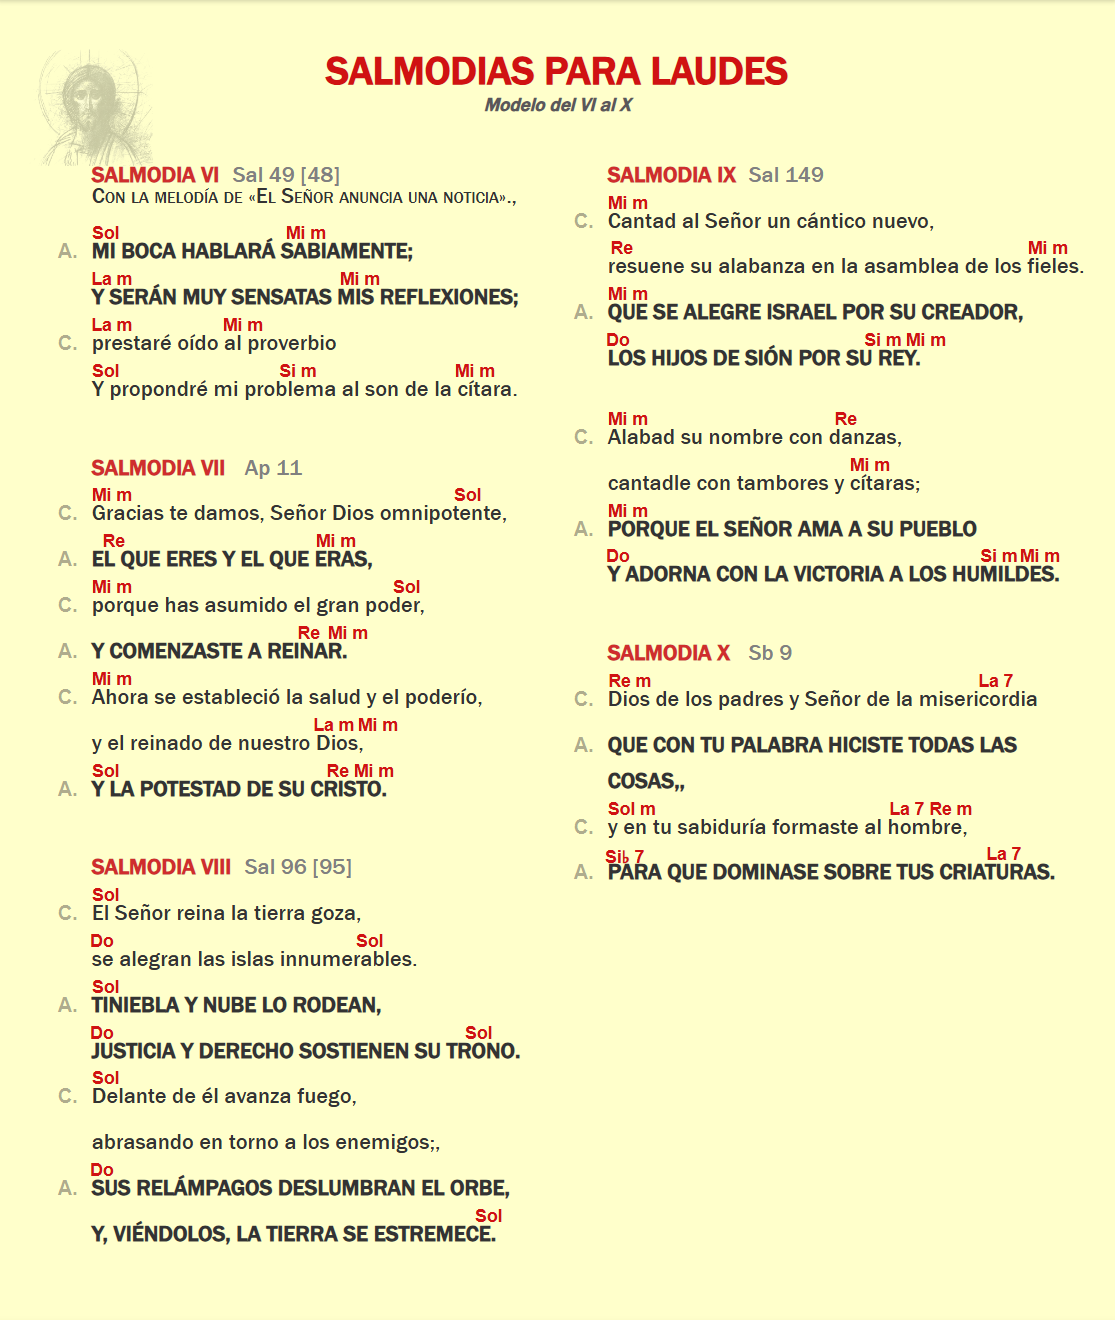 SALMODIAS PARA LAUDES
Modelo del VI al X
SALMODIA VI Sal 49 [48]
CON LA MELODÍA DE «EL SEÑOR ANUNCIA UNA NOTICIA».,
Sol Mi m
A. MI BOCA HABLARÁ SABIAMENTE;
La m Mi m
Y SERÁN MUY SENSATAS MIS REFLEXIONES;
La m Mi m
C. prestaré oído al proverbio
Sol Si m Mi m
Y propondré mi problema al son de la cítara.
SALMODIA VII Ap 11
Mi m Sol
C. Gracias te damos, Señor Dios omnipotente,
Re Mi m
A. EL QUE ERES Y EL QUE ERAS,
Mi m Sol
C. porque has asumido el gran poder,
Re Mi m
A. Y COMENZASTE A REINAR.
Mi m
C. Ahora se estableció la salud y el poderío,
La m Mi m
y el reinado de nuestro Dios,
Sol Re Mi m
A. Y LA POTESTAD DE SU CRISTO.
SALMODIA VIII Sal 96 [95]
Sol
C. El Señor reina la tierra goza,
Do Sol
se alegran las islas innumerables.
Sol
A. TINIEBLA Y NUBE LO RODEAN,
Do Sol
JUSTICIA Y DERECHO SOSTIENEN SU TRONO.
Sol
C. Delante de él avanza fuego,
abrasando en torno a los enemigos;,
Do
A. SUS RELÁMPAGOS DESLUMBRAN EL ORBE,
Sol
Y, VIÉNDOLOS, LA TIERRA SE ESTREMECE.
SALMODIA IX Sal 149
Mi m
C. Cantad al Señor un cántico nuevo,
Re Mi m
resuene su alabanza en la asamblea de los fieles.
Mi m
A. QUE SE ALEGRE ISRAEL POR SU CREADOR,
Do Si m Mi m
LOS HIJOS DE SIÓN POR SU REY.
Mi m Re
C. Alabad su nombre con danzas,
Mi m
cantadle con tambores y cítaras;
Mi m
A. PORQUE EL SEÑOR AMA A SU PUEBLO
Do Si m Mi m
Y ADORNA CON LA VICTORIA A LOS HUMILDES.
SALMODIA X Sb 9
Re m La 7
C. Dios de los padres y Señor de la misericordia
A. QUE CON TU PALABRA HICISTE TODAS LAS
COSAS,,
Sol m La 7 Re m
C. y en tu sabiduría formaste al hombre,
Si♭ 7 La 7
A. PARA QUE DOMINASE SOBRE TUS CRIATURAS.